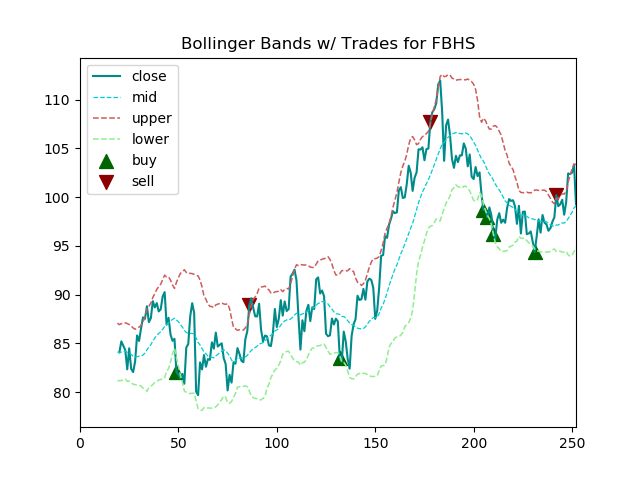 Bollinger Bands w/ Trades for FBHS
close
mid
upper
lower
buy
sell
110
105
100
95
90
85
80
0 50 100 150 200 250